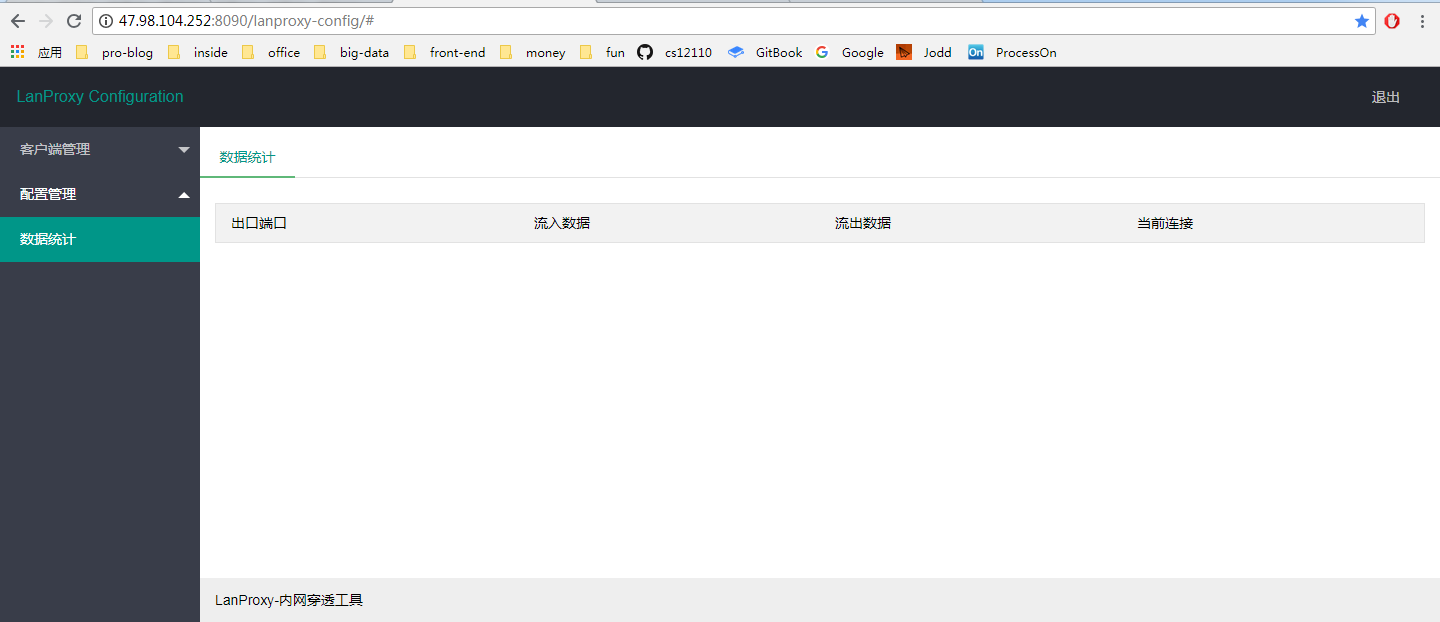 47.98.104.252:8090/lanproxy-config/#
应用 pro-blog inside office big-data front-end money fun cs12110 GitBook Google Jodd On ProcessOn
LanProxy Configuration 退出
客户端管理
数据统计
配置管理
数据统计
出口端口 流入数据 流出数据 当前连接
LanProxy-内网穿透工具